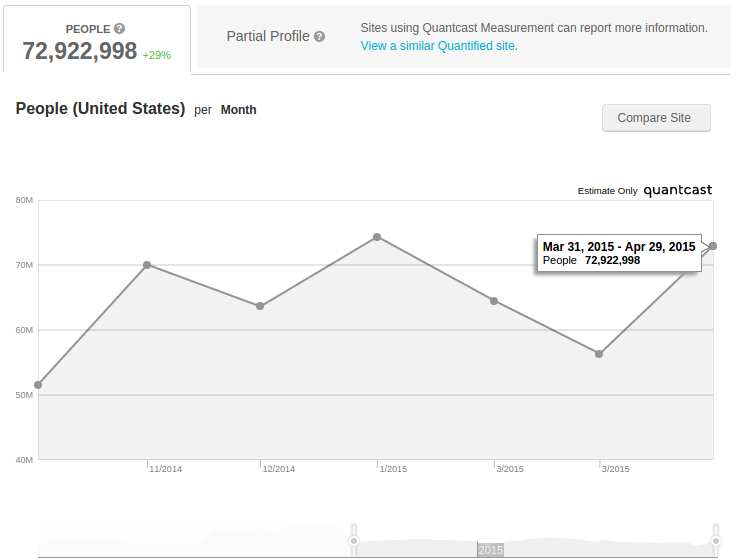 PEOPLE ?
72,922,998 +29%
Partial Profile ?
Sites using Quantcast Measurement can report more information.
View a similar Quantified site.
People (United States) per Month
Compare Site
Estimate Only quantcast
80M
Mar 31, 2015 - Apr 29, 2015
People 72,922,998
70M
60M
50M
40M
11/2014 12/2014 1/2015 3/2015 3/2015
2015